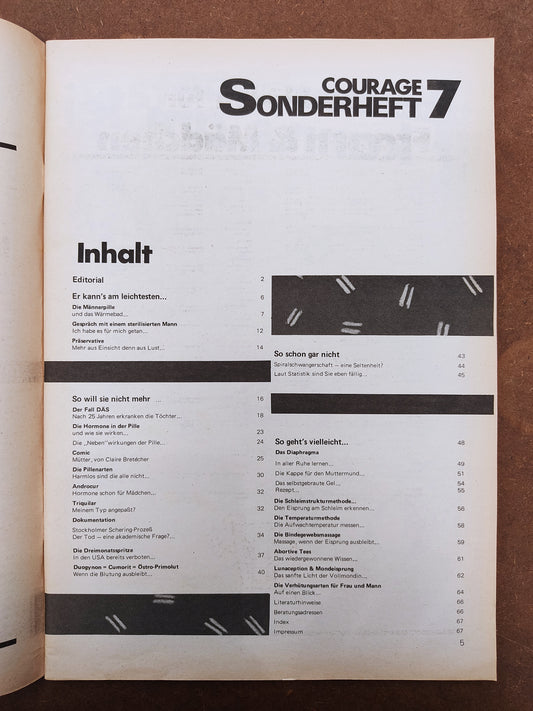 COURAGE
SONDERHEFT 7
Inhalt
Editorial 2
Er kann's am leichtesten... 6
Die Männerpille
und das Wärmebad... 7
Gespräch mit einem sterilisierten Mann
Ich habe es für mich getan... 12
Präservativa
Mehr aus Einsicht denn aus Lust... 14
So will sie nicht mehr ... 16
Der Fall DÄS
Nach 25 Jahren erkranken die Töchter... 18
Die Hormone in der Pille
und wie sie wirken... 23
Die „Neben"wirkungen der Pille... 24
Comic
Mütter, von Claire Bretécher 25
Die Pillenarten
Harmlos sind die alle nicht... 30
Androcur
Hormone schon für Mädchen... 32
Triquilar
Meinem Typ angepaßt? 32
Dokumentation
Stockholmer Schering-Prozeß
Der Tod — eine akademische Frage?... 34
Die Dreimonatsspritze
In den USA bereits verboten... 37
Duogynon = Cumorit = Östro-Primolut
Wenn die Blutung ausbleibt... 40
So schon gar nicht 43
Spiralschwangerschaft — eine Seltenheit? 44
Laut Statistik sind Sie eben fällig... 45
So geht's vielleicht... 48
Das Diaphragma
In aller Ruhe lernen... 49
Die Kappe für den Muttermund... 51
Das selbstgebraute Gel... 54
Rezept... 55
Die Schleimstrukturmethode...
Den Eisprung am Schleim erkennen... 56
Die Temperaturmethode
Die Aufwachtemperatur messen... 58
Die Bindegewebsmassage
Massage, wenn der Eisprung ausbleibt... 59
Abortive Tees
Das wiedergewonnene Wissen... 61
Lunaception & Mondeisprung
Das sanfte Licht der Vollmondin... 62
Die Verhütungsarten für Frau und Mann
Auf einen Blick... 64
Literaturhinweise 66
Beratungsadressen 66
Index 67
Impressum 67
5